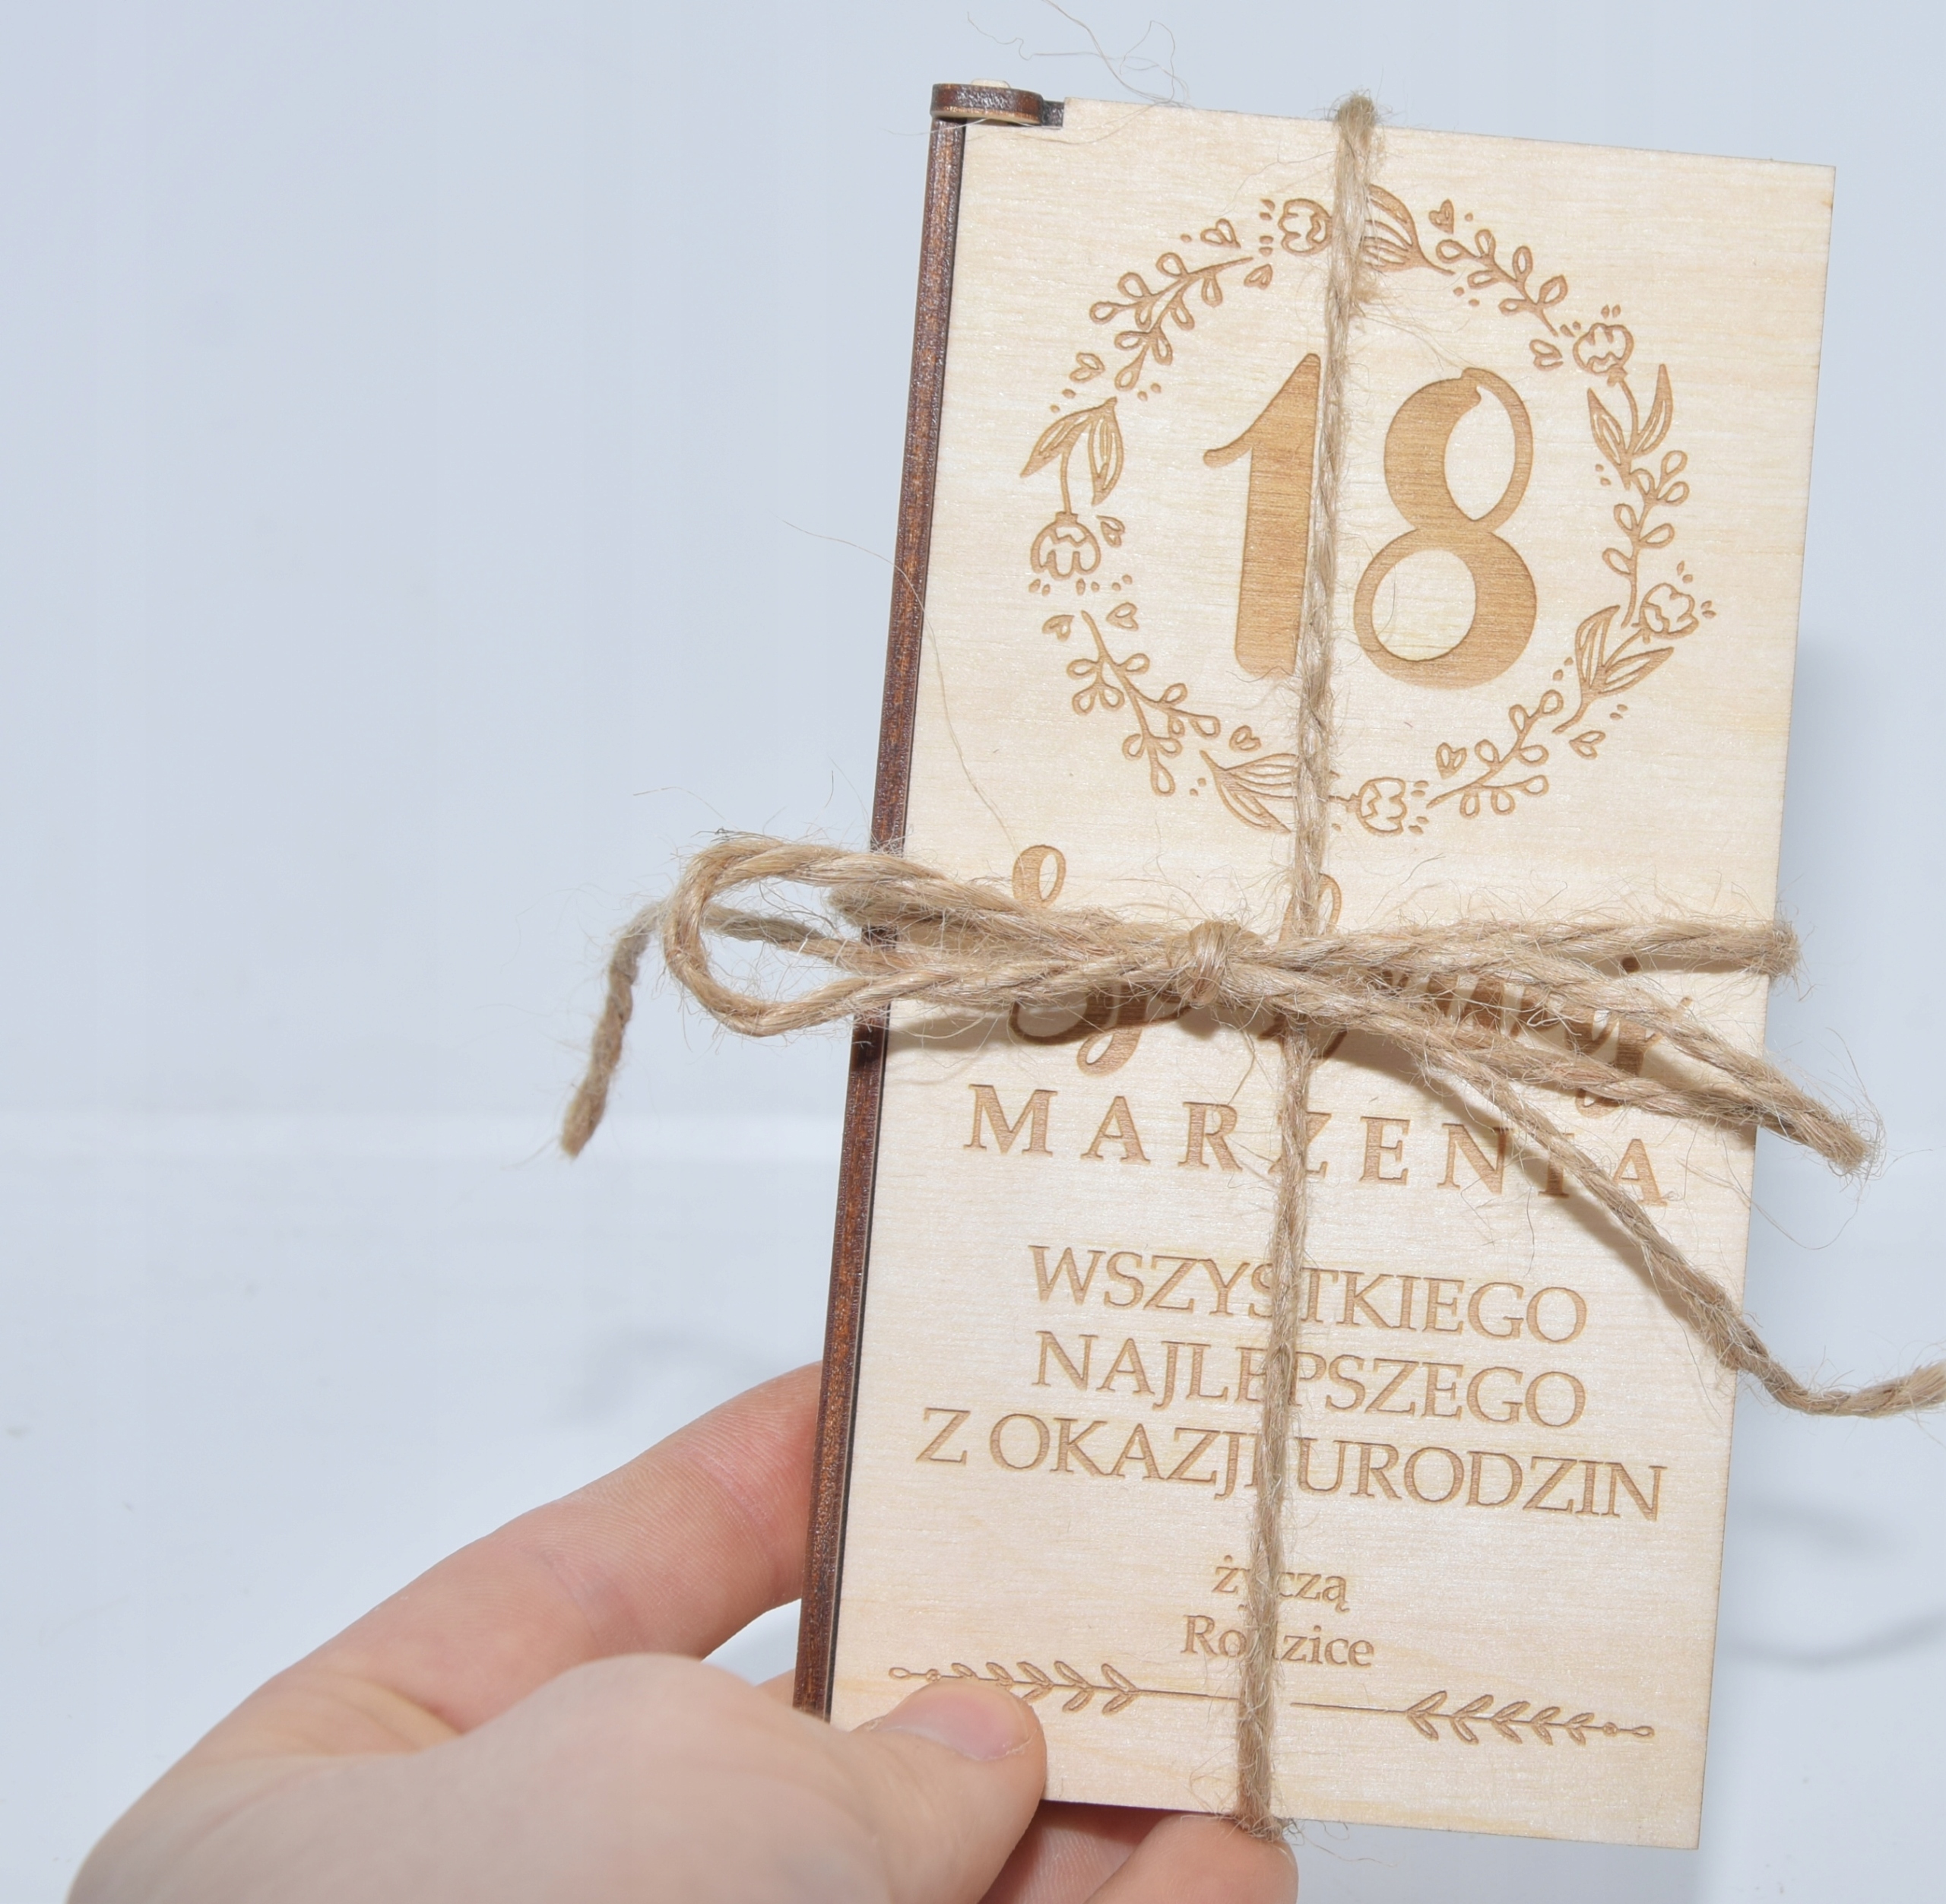 18
MARZENIA
WSZYSTKIEGO
NAJLEPSZEGO
Z OKAZJI URODZIN
życzą
Rodzice